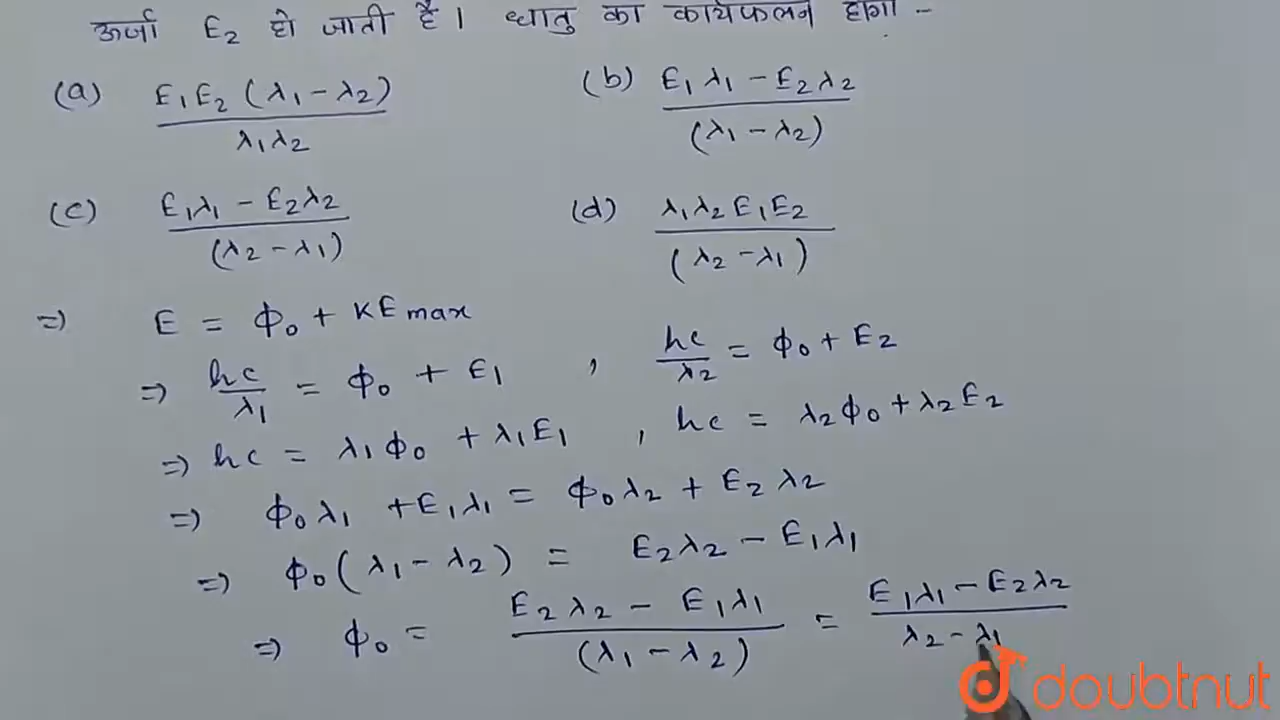 ऊर्जा E₂ हो जाती है। धातु का कार्यफलन होगा -
(a) E₁E₂(λ₁-λ₂) / λ₁λ₂ (b) E₁λ₁ - E₂λ₂ / (λ₁-λ₂)
(c) E₁λ₁ - E₂λ₂ / (λ₂-λ₁) (d) λ₁λ₂E₁E₂ / (λ₂-λ₁)
⇒ E = Φ₀ + KE max
⇒ hc/λ₁ = Φ₀ + E₁ , hc/λ₂ = Φ₀ + E₂
⇒ hc = λ₁Φ₀ + λ₁E₁ , hc = λ₂Φ₀ + λ₂E₂
⇒ Φ₀λ₁ + E₁λ₁ = Φ₀λ₂ + E₂λ₂
⇒ Φ₀(λ₁-λ₂) = E₂λ₂ - E₁λ₁
⇒ Φ₀ = E₂λ₂ - E₁λ₁ / (λ₁-λ₂) = E₁λ₁ - E₂λ₂ / λ₂-λ₁
doubtnut